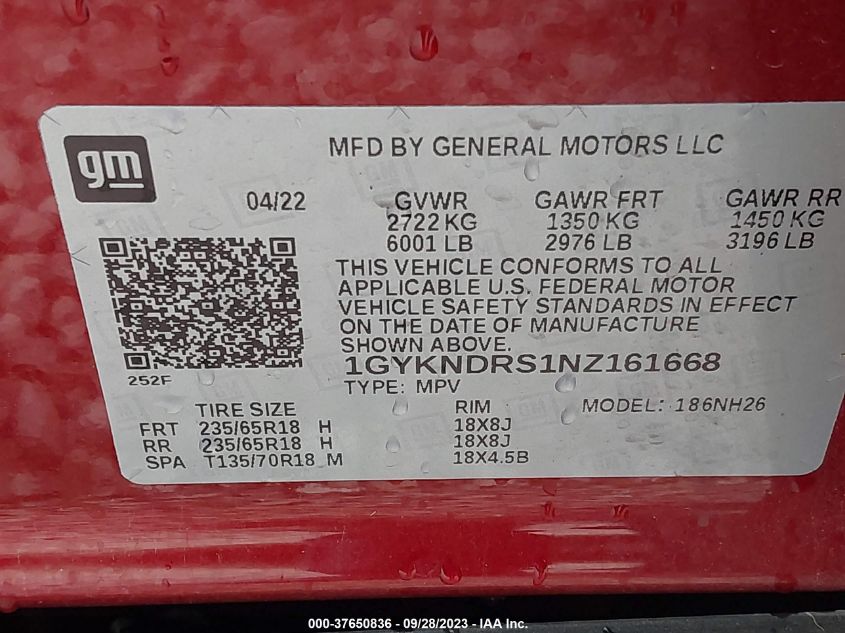 gm
MFD BY GENERAL MOTORS LLC
04/22 GVWR GAWR FRT GAWR RR
2722 KG 1350 KG 1450 KG
6001 LB 2976 LB 3196 LB
THIS VEHICLE CONFORMS TO ALL
APPLICABLE U.S. FEDERAL MOTOR
VEHICLE SAFETY STANDARDS IN EFFECT
ON THE DATE OF MANUFACTURE
SHOWN ABOVE.
1GYKNDRS1NZ161668
252F
TYPE: MPV
TIRE SIZE RIM MODEL: 186NH26
FRT 235/65R18 H 18X8J
RR 235/65R18 H 18X8J
SPA T135/70R18 M 18X4.5B
000-37650836 - 09/28/2023 - IAA Inc.